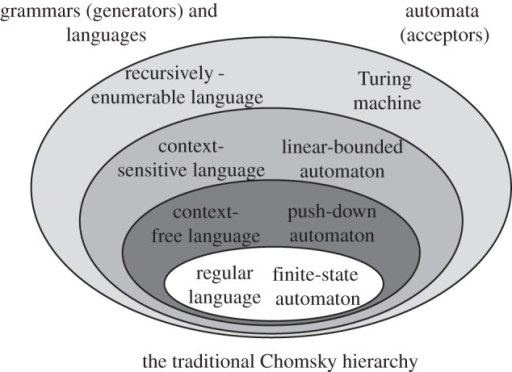 grammars (generators) and
languages
automata
(acceptors)
recursively -
enumerable language
Turing
machine
context-
sensitive language
linear-bounded
automaton
context-
free language
push-down
automaton
regular
language
finite-state
automaton
the traditional Chomsky hierarchy